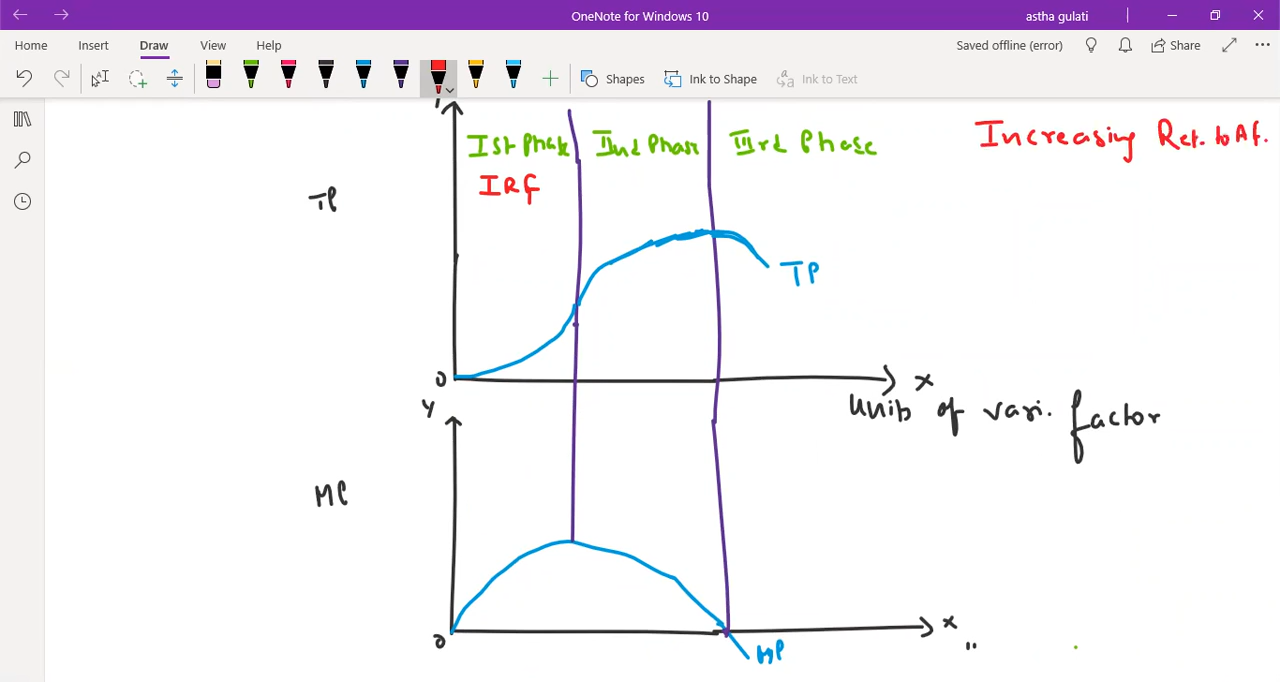 OneNote for Windows 10
astha gulati
Home Insert Draw View Help
Saved offline (error)
Share
Shapes
Ink to Shape
Ink to Text
Ist Phase IInd Phase IIIrd Phase
Increasing Ret. to Af.
IRF
TP
TP
0
x
Units of vari. factor
y
MP
0
x
"
MP